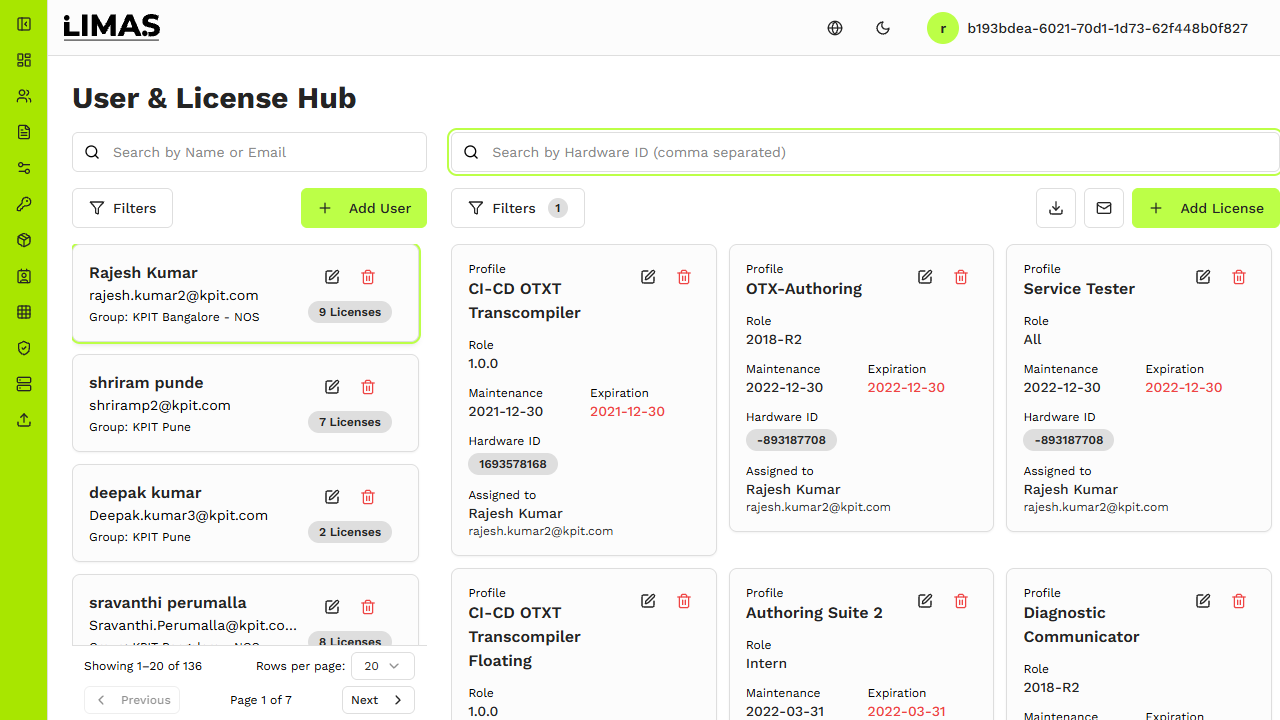 LIMAS
r
b193bdea-6021-70d1-1d73-62f448b0f827
User & License Hub
Search by Name or Email
Search by Hardware ID (comma separated)
Filters
Add User
Filters
1
Add License
Rajesh Kumar
rajesh.kumar2@kpit.com
Group: KPIT Bangalore - NOS
9 Licenses
shriram punde
shriramp2@kpit.com
Group: KPIT Pune
7 Licenses
deepak kumar
Deepak.kumar3@kpit.com
Group: KPIT Pune
2 Licenses
sravanthi perumalla
Sravanthi.Perumalla@kpit.co...
8 Licenses
Showing 1–20 of 136
Rows per page:
20
Previous
Page 1 of 7
Next
Profile
CI-CD OTXT
Transcompiler
Role
1.0.0
Maintenance
2021-12-30
Expiration
2021-12-30
Hardware ID
1693578168
Assigned to
Rajesh Kumar
rajesh.kumar2@kpit.com
Profile
OTX-Authoring
Role
2018-R2
Maintenance
2022-12-30
Expiration
2022-12-30
Hardware ID
-893187708
Assigned to
Rajesh Kumar
rajesh.kumar2@kpit.com
Profile
Service Tester
Role
All
Maintenance
2022-12-30
Expiration
2022-12-30
Hardware ID
-893187708
Assigned to
Rajesh Kumar
rajesh.kumar2@kpit.com
Profile
CI-CD OTXT
Transcompiler
Floating
Role
1.0.0
Profile
Authoring Suite 2
Role
Intern
Maintenance
2022-03-31
Expiration
2022-03-31
Profile
Diagnostic
Communicator
Role
2018-R2
Maintenance
Expiration